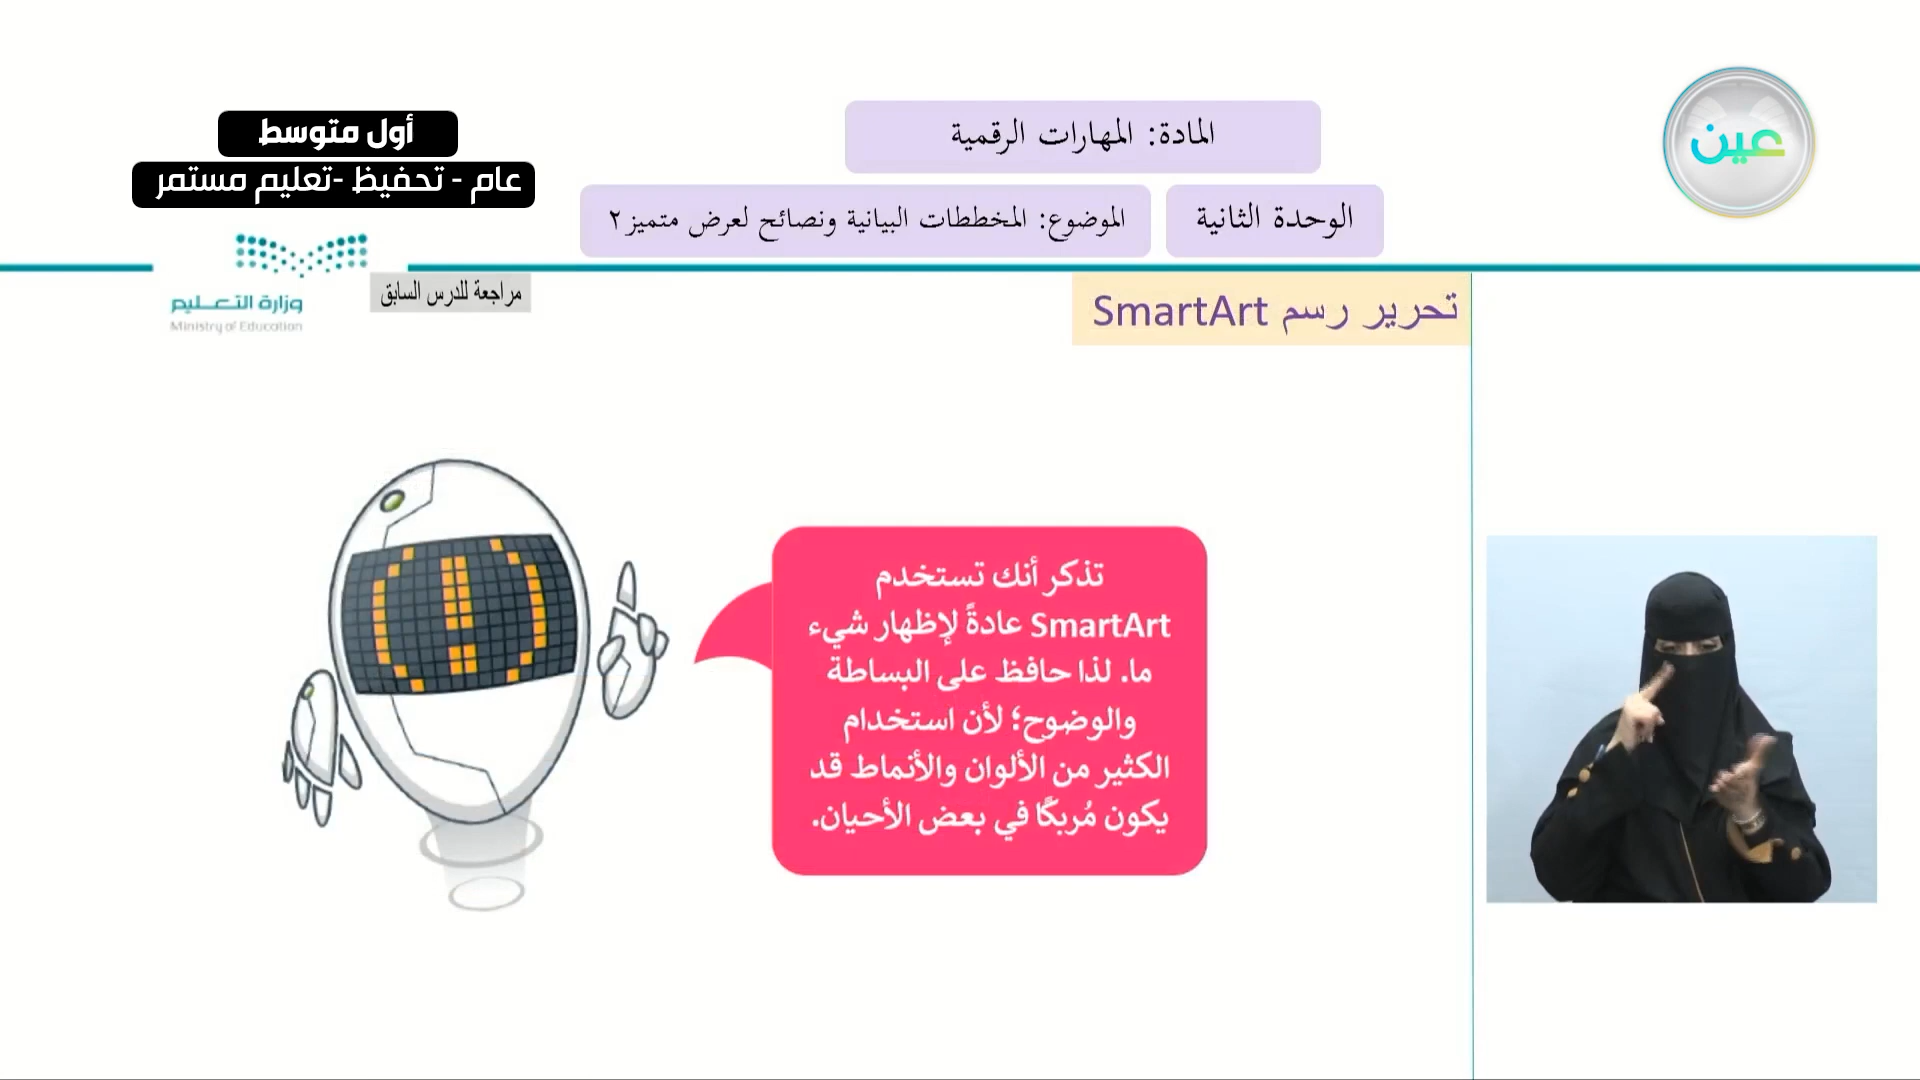 عين
المادة: المهارات الرقمية
الوحدة الثانية
الموضوع: المخططات البيانية ونصائح لعرض متميز٢
أول متوسط
عام - تحفيظ -تعليم مستمر
وزارة التعليم
Ministry of Education
مراجعة للدرس السابق
تحرير رسم SmartArt
تذكر أنك تستخدم
SmartArt عادةً لإظهار شيء
ما. لذا حافظ على البساطة
والوضوح؛ لأن استخدام
الكثير من الألوان والأنماط قد
يكون مُربكًا في بعض الأحيان.